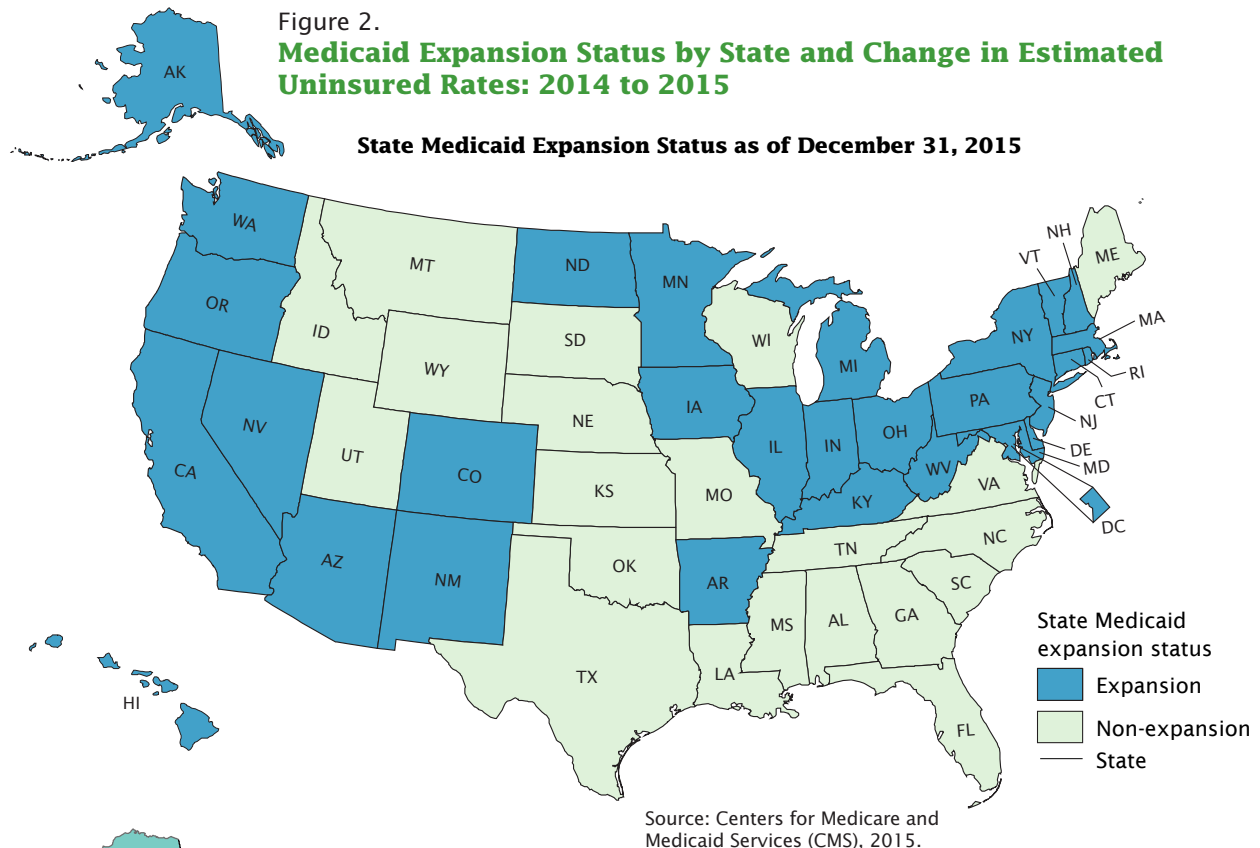 Figure 2.
Medicaid Expansion Status by State and Change in Estimated
Uninsured Rates: 2014 to 2015
State Medicaid Expansion Status as of December 31, 2015
AK
WA
OR
CA
NV
ID
MT
WY
UT
CO
AZ
NM
ND
SD
NE
KS
OK
TX
MN
IA
MO
AR
LA
WI
IL
MI
IN
OH
KY
TN
MS
AL
GA
FL
SC
NC
VA
WV
PA
NY
VT
NH
ME
MA
RI
CT
NJ
DE
MD
DC
HI
State Medicaid
expansion status
Expansion
Non-expansion
State
Source: Centers for Medicare and
Medicaid Services (CMS), 2015.